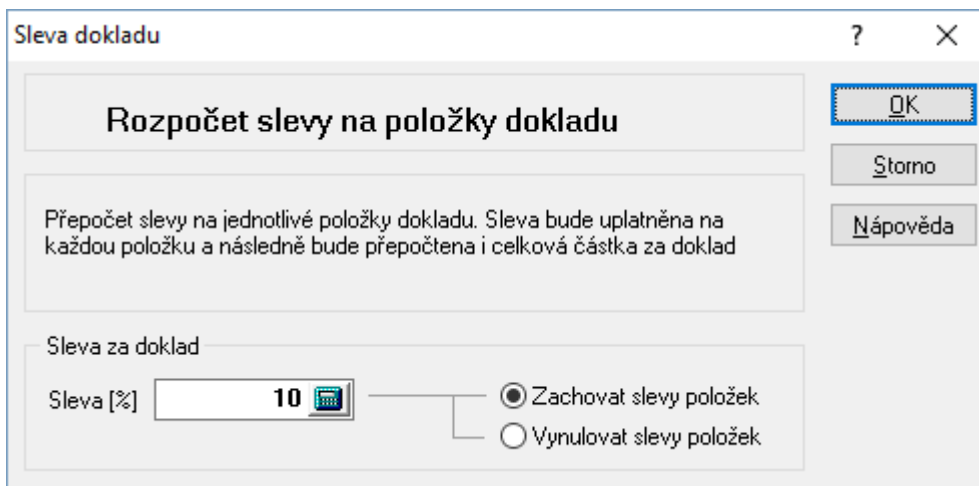 Sleva dokladu
?
Rozpočet slevy na položky dokladu
OK
Storno
Nápověda
Přepočet slevy na jednotlivé položky dokladu. Sleva bude uplatněna na
každou položku a následně bude přepočtena i celková částka za doklad
Sleva za doklad
Sleva [%] 10
Zachovat slevy položek
Vynulovat slevy položek